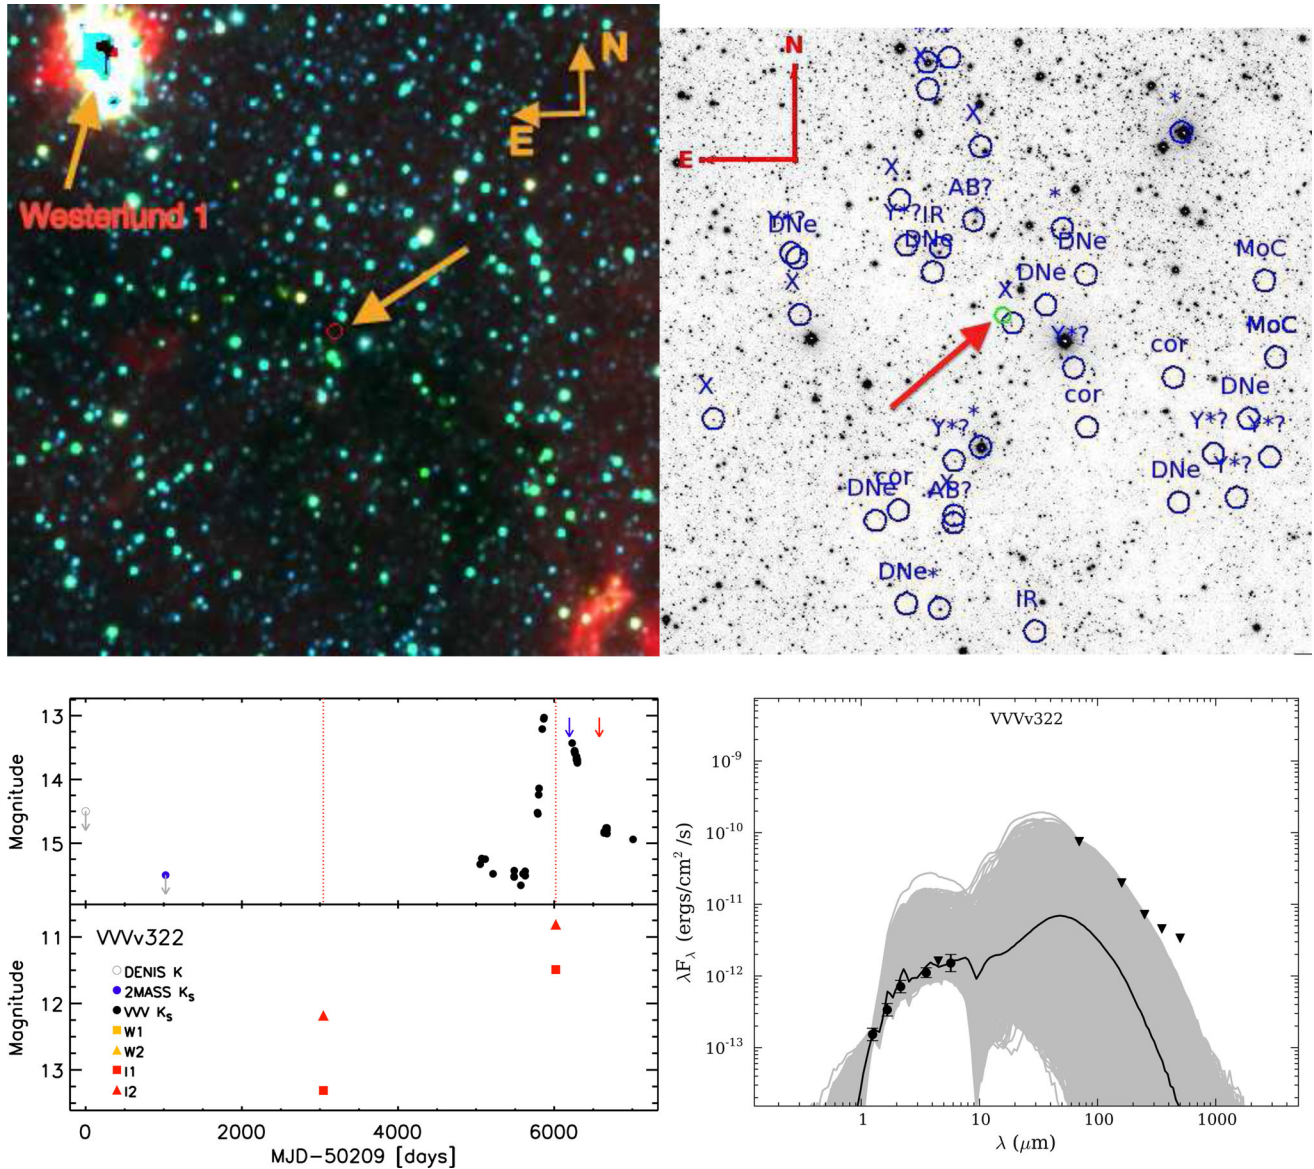 N
E
Westerlund 1
N
E
X
*
X
X
AB?
*
Y*?
IR
Y*?
DNe
DNe
DNe
MoC
DNe
X
X
Y*?
MoC
cor
X
cor
DNe
*
Y*?
Y*?
Y*?
cor
X
DNe
Y*?
DNe
AB?
DNe
*
IR
13
14
15
Magnitude
11
12
13
Magnitude
VVVv322
DENIS K
2MASS Ks
VVV Ks
W1
W2
I1
I2
0
2000
4000
6000
MJD-50209 [days]
VVVv322
10⁻⁹
10⁻¹⁰
10⁻¹¹
10⁻¹²
10⁻¹³
λFλ (ergs/cm² /s)
1
10
100
1000
λ (μm)